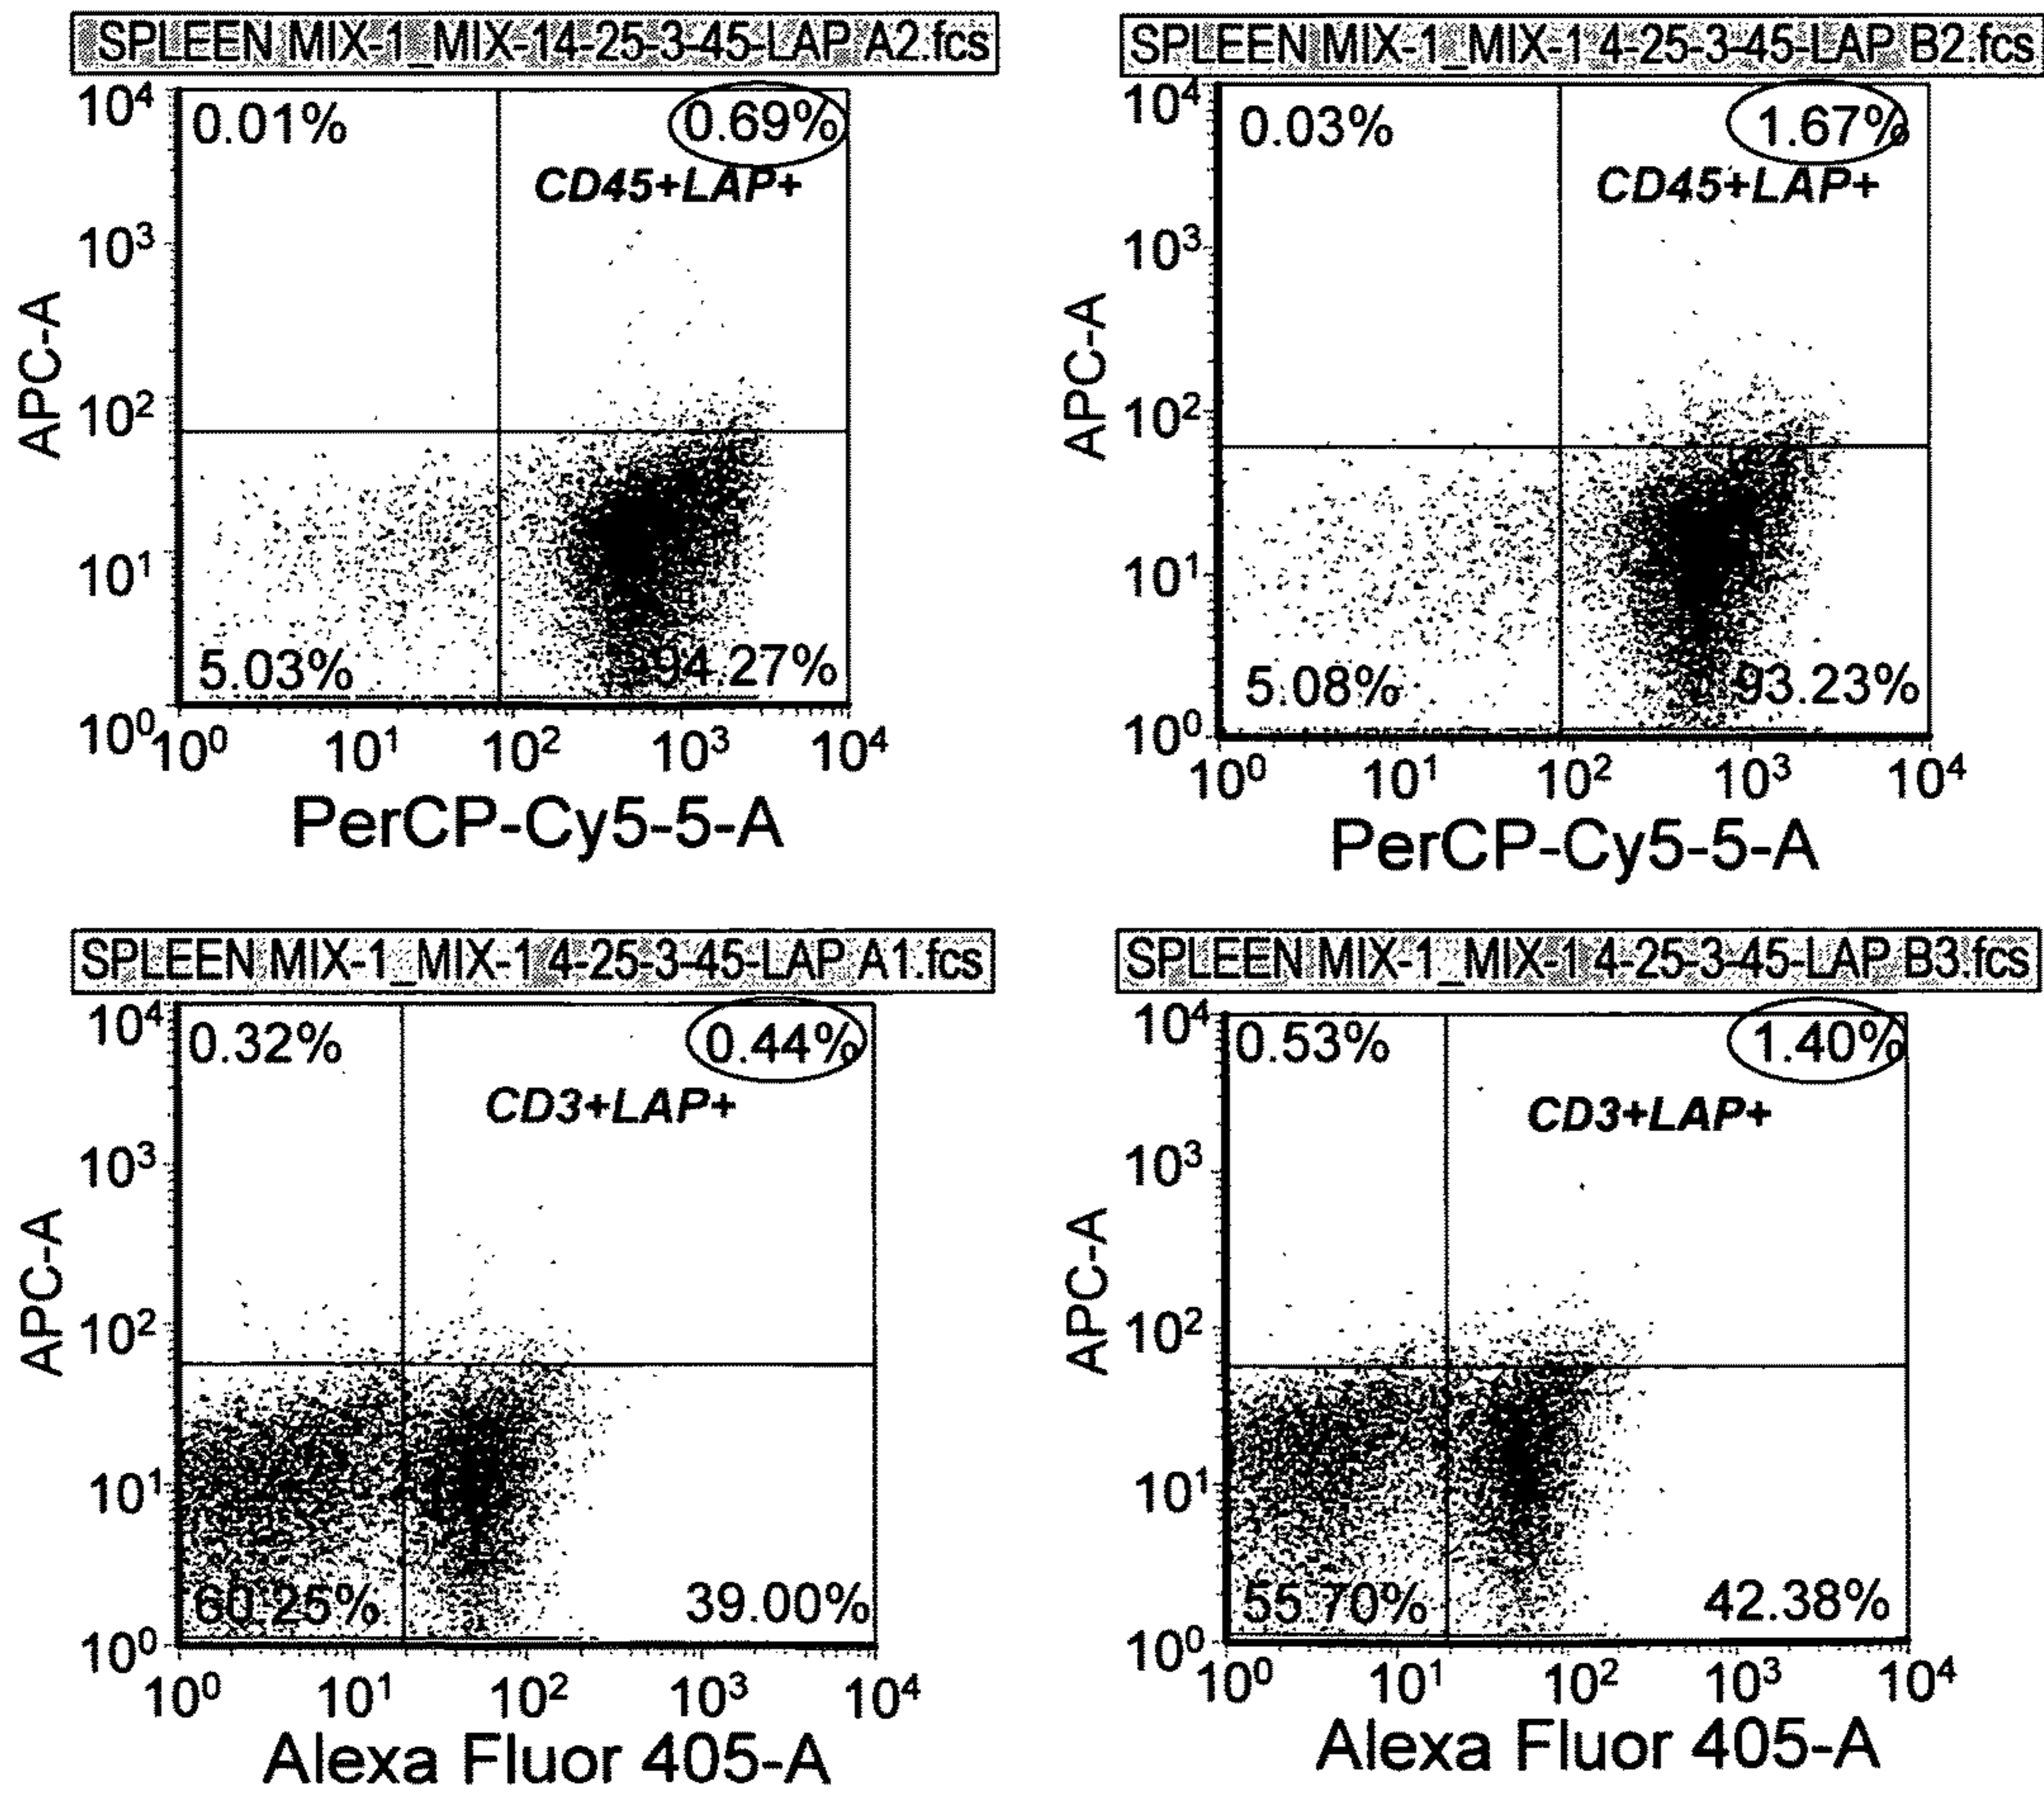 SPLEEN MIX-1_MIX-14-25-3-45-LAP A2.fcs
10⁴
0.01%
0.69%
CD45+LAP+
10³
APC-A
10²
10¹
5.03%
94.27%
10⁰
10⁰ 10¹ 10² 10³ 10⁴
PerCP-Cy5-5-A
SPLEEN MIX-1_MIX-1 4-25-3-45-LAP B2.fcs
10⁴
0.03%
1.67%
CD45+LAP+
10³
APC-A
10²
10¹
5.08%
93.23%
10⁰
10⁰ 10¹ 10² 10³ 10⁴
PerCP-Cy5-5-A
SPLEEN MIX-1_MIX-1 4-25-3-45-LAP A1.fcs
10⁴
0.32%
0.44%
CD3+LAP+
10³
APC-A
10²
10¹
60.25%
39.00%
10⁰
10⁰ 10¹ 10² 10³ 10⁴
Alexa Fluor 405-A
SPLEEN MIX-1_MIX-1 4-25-3-45-LAP B3.fcs
10⁴
0.53%
1.40%
CD3+LAP+
10³
APC-A
10²
10¹
55.70%
42.38%
10⁰
10⁰ 10¹ 10² 10³ 10⁴
Alexa Fluor 405-A